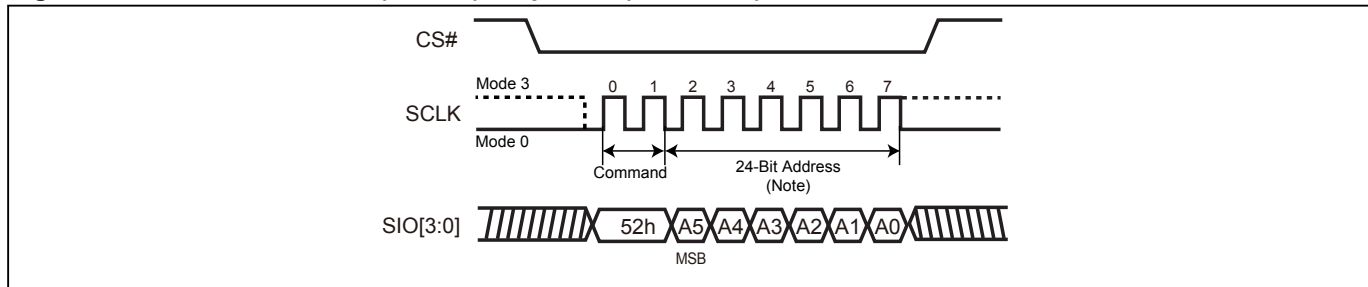 CS#
Mode 3
0 1 2 3 4 5 6 7
SCLK
Mode 0
Command
24-Bit Address
(Note)
SIO[3:0]
52h A5 A4 A3 A2 A1 A0
MSB